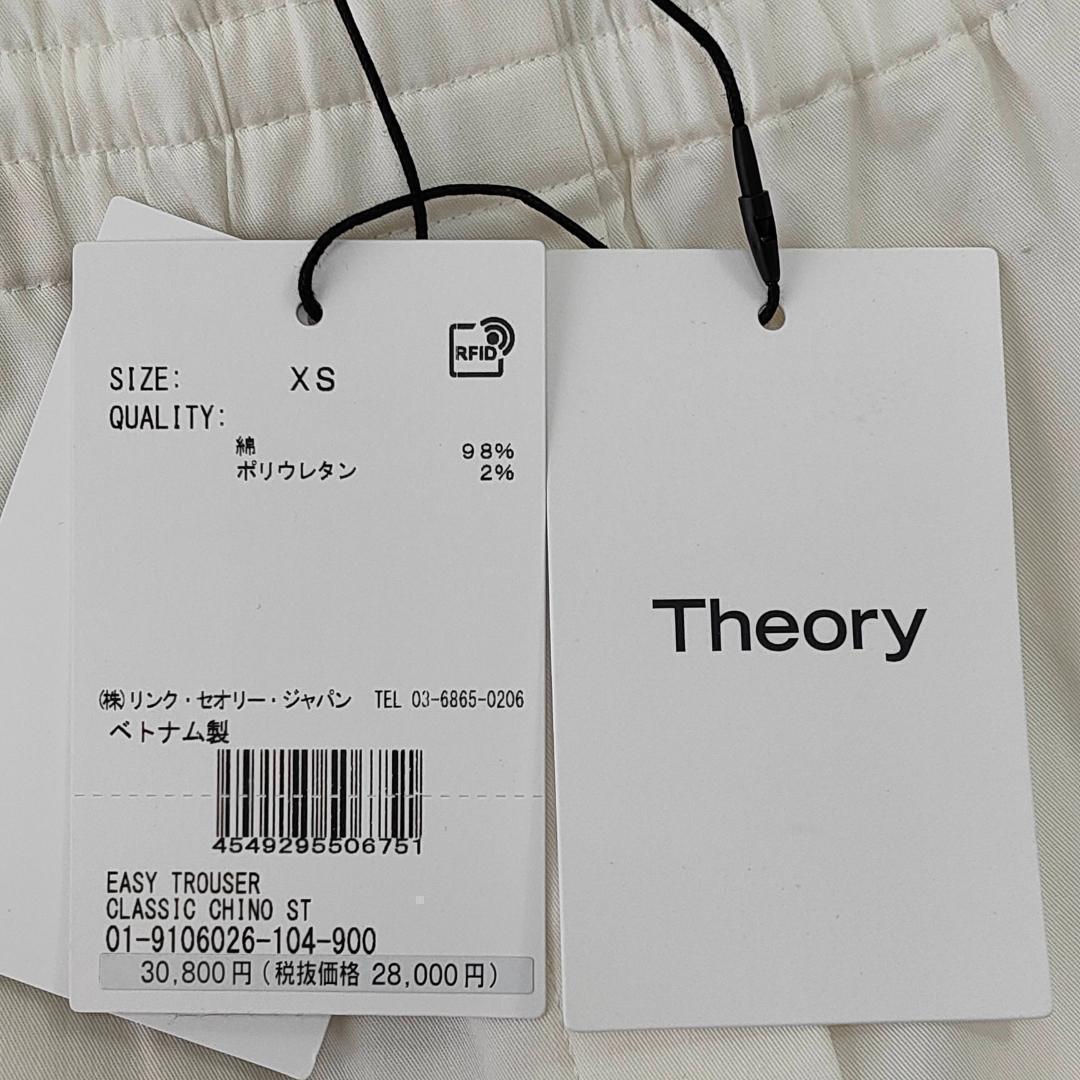 RFID
SIZE: XS
QUALITY:
綿 98%
ポリウレタン 2%
㈱リンク・セオリー・ジャパン TEL 03-6865-0206
ベトナム製
4549295506751
EASY TROUSER
CLASSIC CHINO ST
01-9106026-104-900
30,800円(税抜価格 28,000円)
Theory